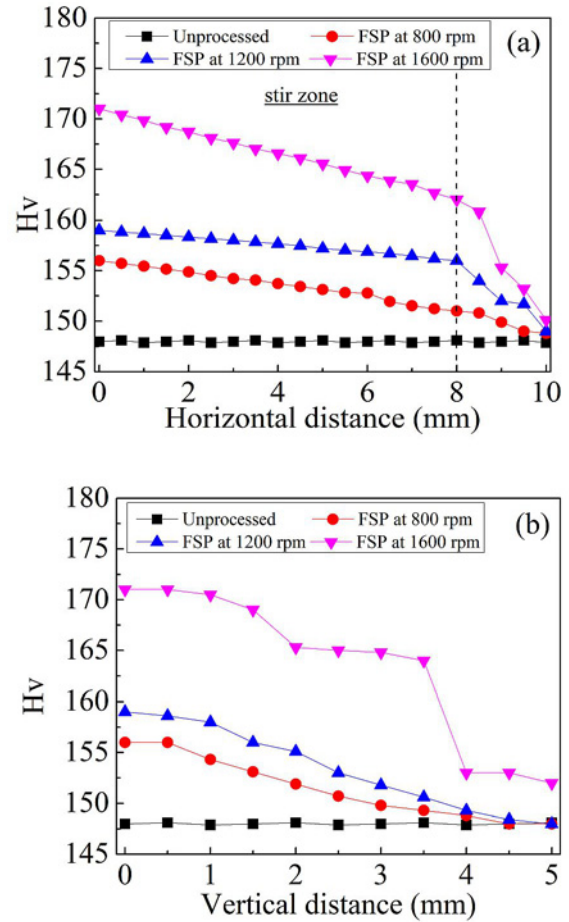 180
175
170
165
160
155
150
145
Hv
Unprocessed
FSP at 800 rpm
FSP at 1200 rpm
FSP at 1600 rpm
(a)
stir zone
0 2 4 6 8 10
Horizontal distance (mm)
180
175
170
165
160
155
150
145
Hv
Unprocessed
FSP at 800 rpm
FSP at 1200 rpm
FSP at 1600 rpm
(b)
0 1 2 3 4 5
Vertical distance (mm)